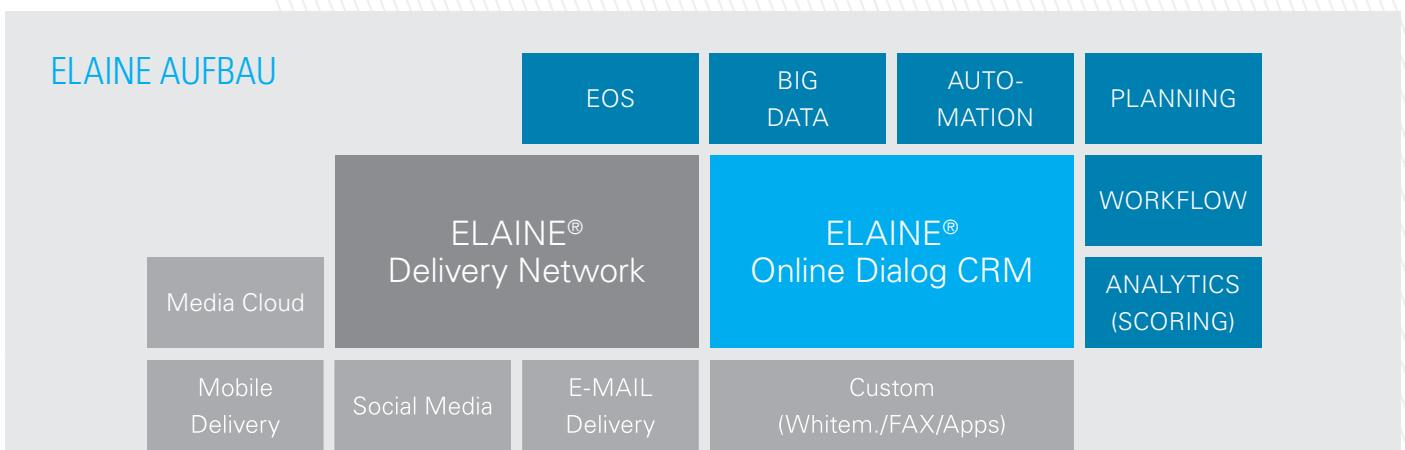 ELAINE AUFBAU
EOS
BIG
DATA
AUTO-
MATION
PLANNING
ELAINE®
Delivery Network
ELAINE®
Online Dialog CRM
WORKFLOW
Media Cloud
ANALYTICS
(SCORING)
Mobile
Delivery
Social Media
E-MAIL
Delivery
Custom
(Whitem./FAX/Apps)